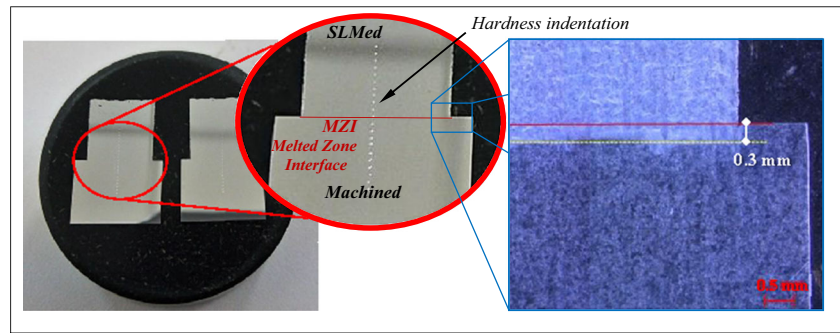 Hardness indentation
SLMed
MZI
Melted Zone
Interface
Machined
0.3 mm
0.5 mm